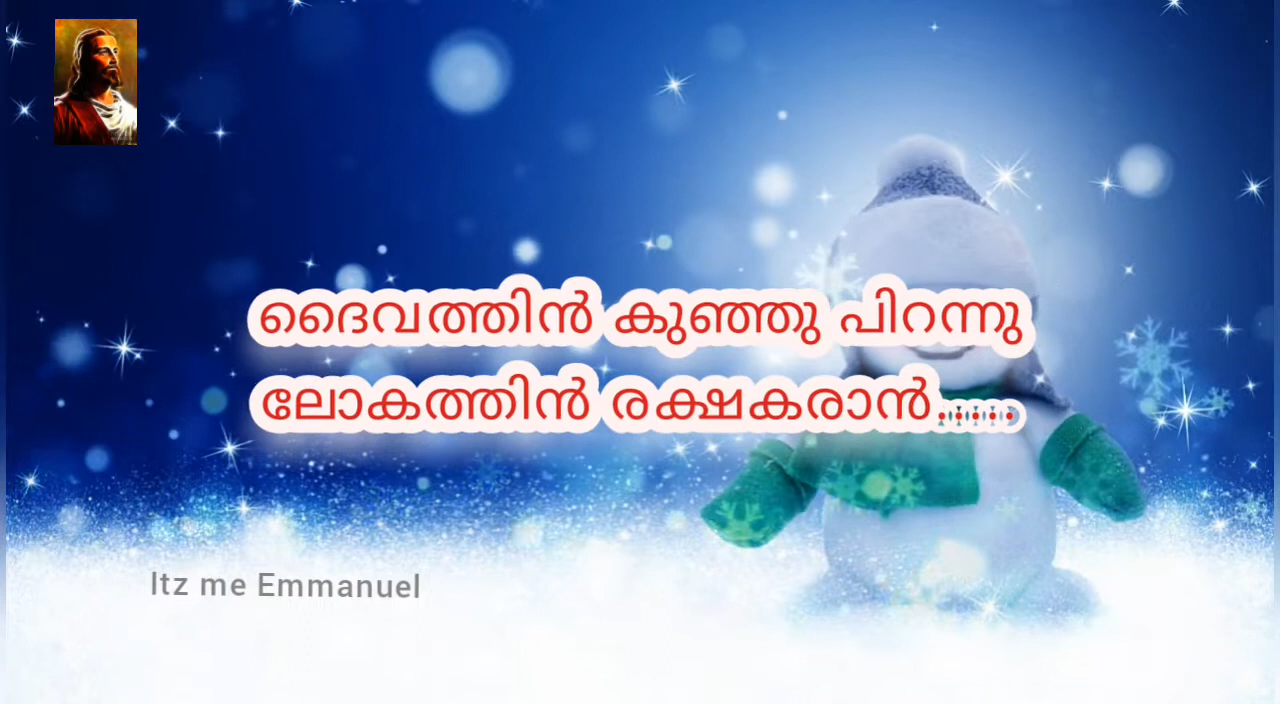 ദൈവത്തിൻ കുഞ്ഞു പിറന്നു
ലോകത്തിൻ രക്ഷകരാൻ......
Itz me Emmanuel